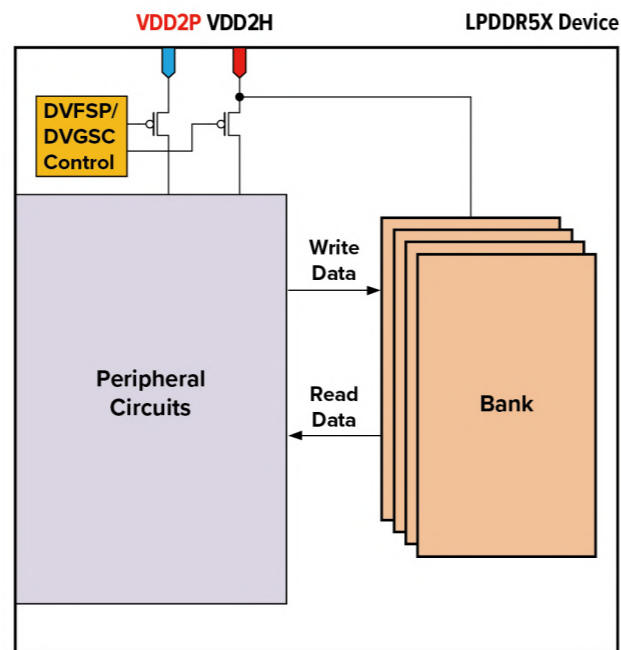 VDD2P VDD2H
LPDDR5X Device
DVFSP/
DVGSC
Control
Write
Data
Peripheral
Circuits
Read
Data
Bank